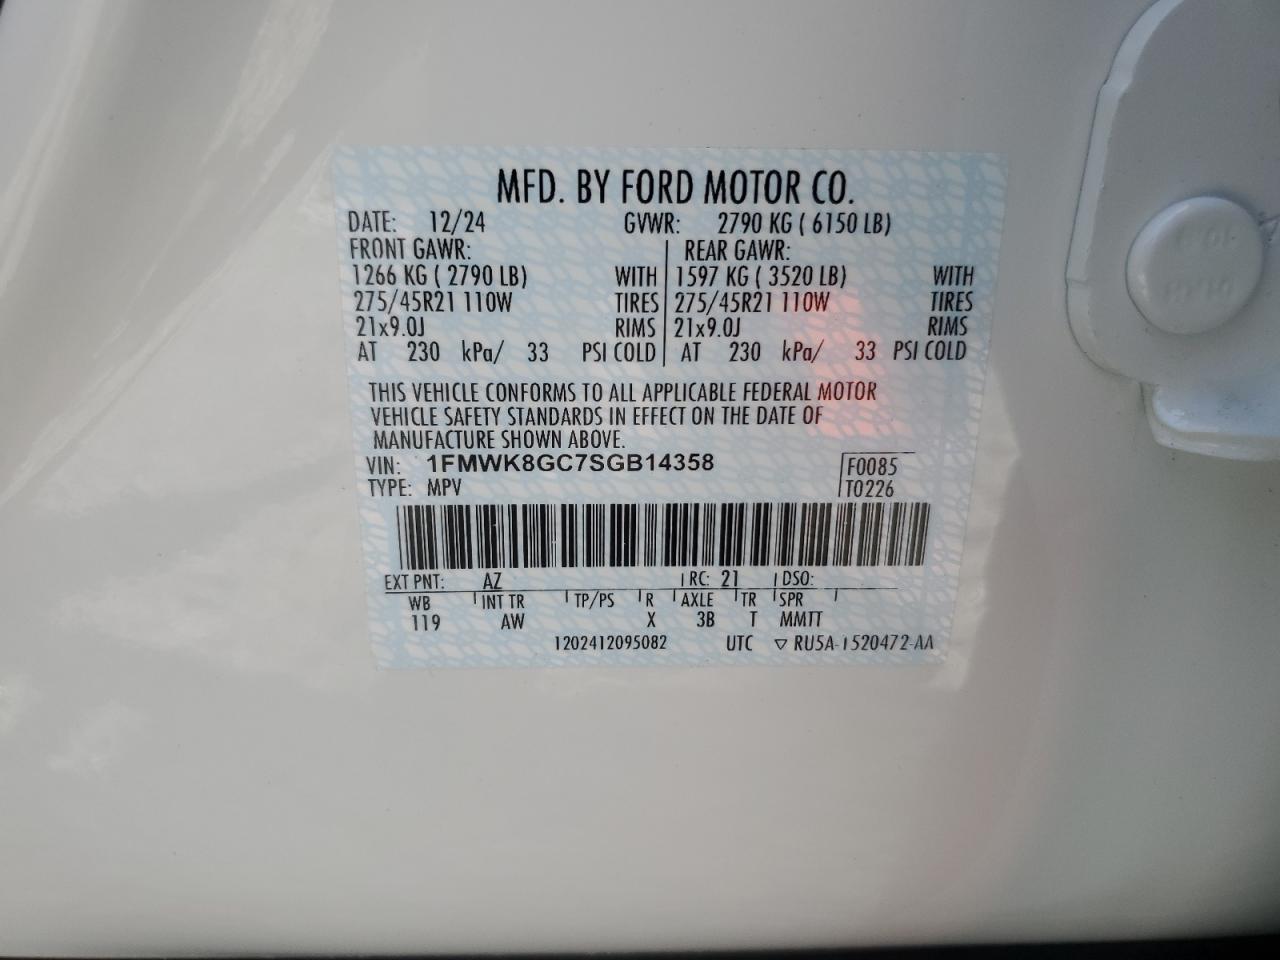 MFD. BY FORD MOTOR CO.
DATE: 12/24 GVWR: 2790 KG ( 6150 LB)
FRONT GAWR: REAR GAWR:
1266 KG ( 2790 LB) WITH 1597 KG ( 3520 LB) WITH
275/45R21 110W TIRES 275/45R21 110W TIRES
21x9.0J RIMS 21x9.0J RIMS
AT 230 kPa/ 33 PSI COLD AT 230 kPa/ 33 PSI COLD
THIS VEHICLE CONFORMS TO ALL APPLICABLE FEDERAL MOTOR
VEHICLE SAFETY STANDARDS IN EFFECT ON THE DATE OF
MANUFACTURE SHOWN ABOVE.
VIN: 1FMWK8GC7SGB14358 F0085
TYPE: MPV T0226
EXT PNT: AZ RC: 21 DSO:
WB INT TR TP/PS R AXLE TR SPR
119 AW X 3B T MMTT
1202412095082 UTC ▽ RU5A-1520472-AA